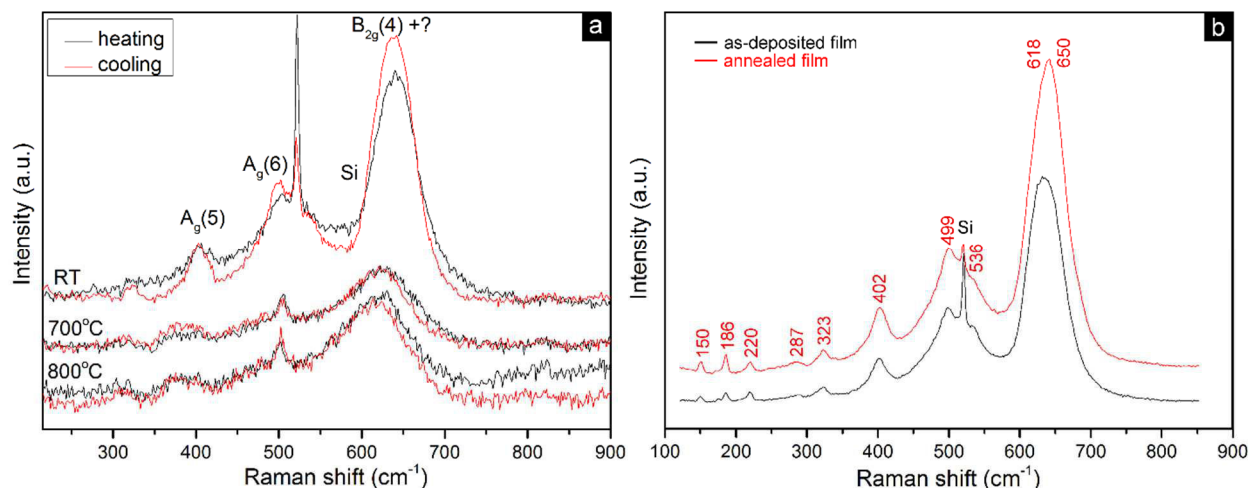 a
heating
cooling
B2g(4) +?
Ag(6)
Si
Ag(5)
RT
700°C
800°C
Intensity (a.u.)
300 400 500 600 700 800 900
Raman shift (cm-1)
b
as-deposited film
annealed film
618 650
Si
499
536
402
323
287
220
186
150
Intensity (a.u.)
100 200 300 400 500 600 700 800 900
Raman shift (cm-1)